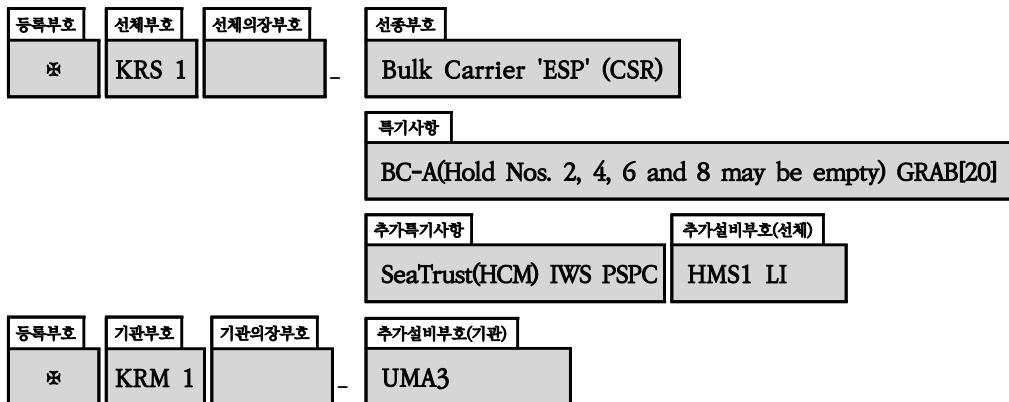 등록부호 선체부호 선체의장부호 선종부호
✠ KRS 1 - Bulk Carrier 'ESP' (CSR)
특기사항
BC-A(Hold Nos. 2, 4, 6 and 8 may be empty) GRAB[20]
추가특기사항 추가설비부호(선체)
SeaTrust(HCM) IWS PSPC HMS1 LI
등록부호 기관부호 기관의장부호 추가설비부호(기관)
✠ KRM 1 - UMA3